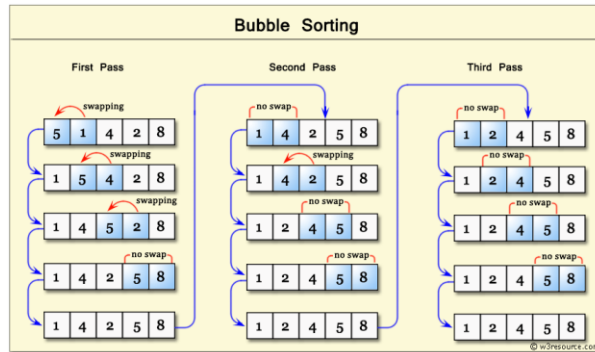 Bubble Sorting
First Pass
swapping
5 1 4 2 8
swapping
1 5 4 2 8
swapping
1 4 5 2 8
no swap
1 4 2 5 8
1 4 2 5 8
Second Pass
no swap
1 4 2 5 8
swapping
1 4 2 5 8
no swap
1 2 4 5 8
no swap
1 2 4 5 8
1 2 4 5 8
Third Pass
no swap
1 2 4 5 8
no swap
1 2 4 5 8
no swap
1 2 4 5 8
no swap
1 2 4 5 8
1 2 4 5 8
© w3resource.com